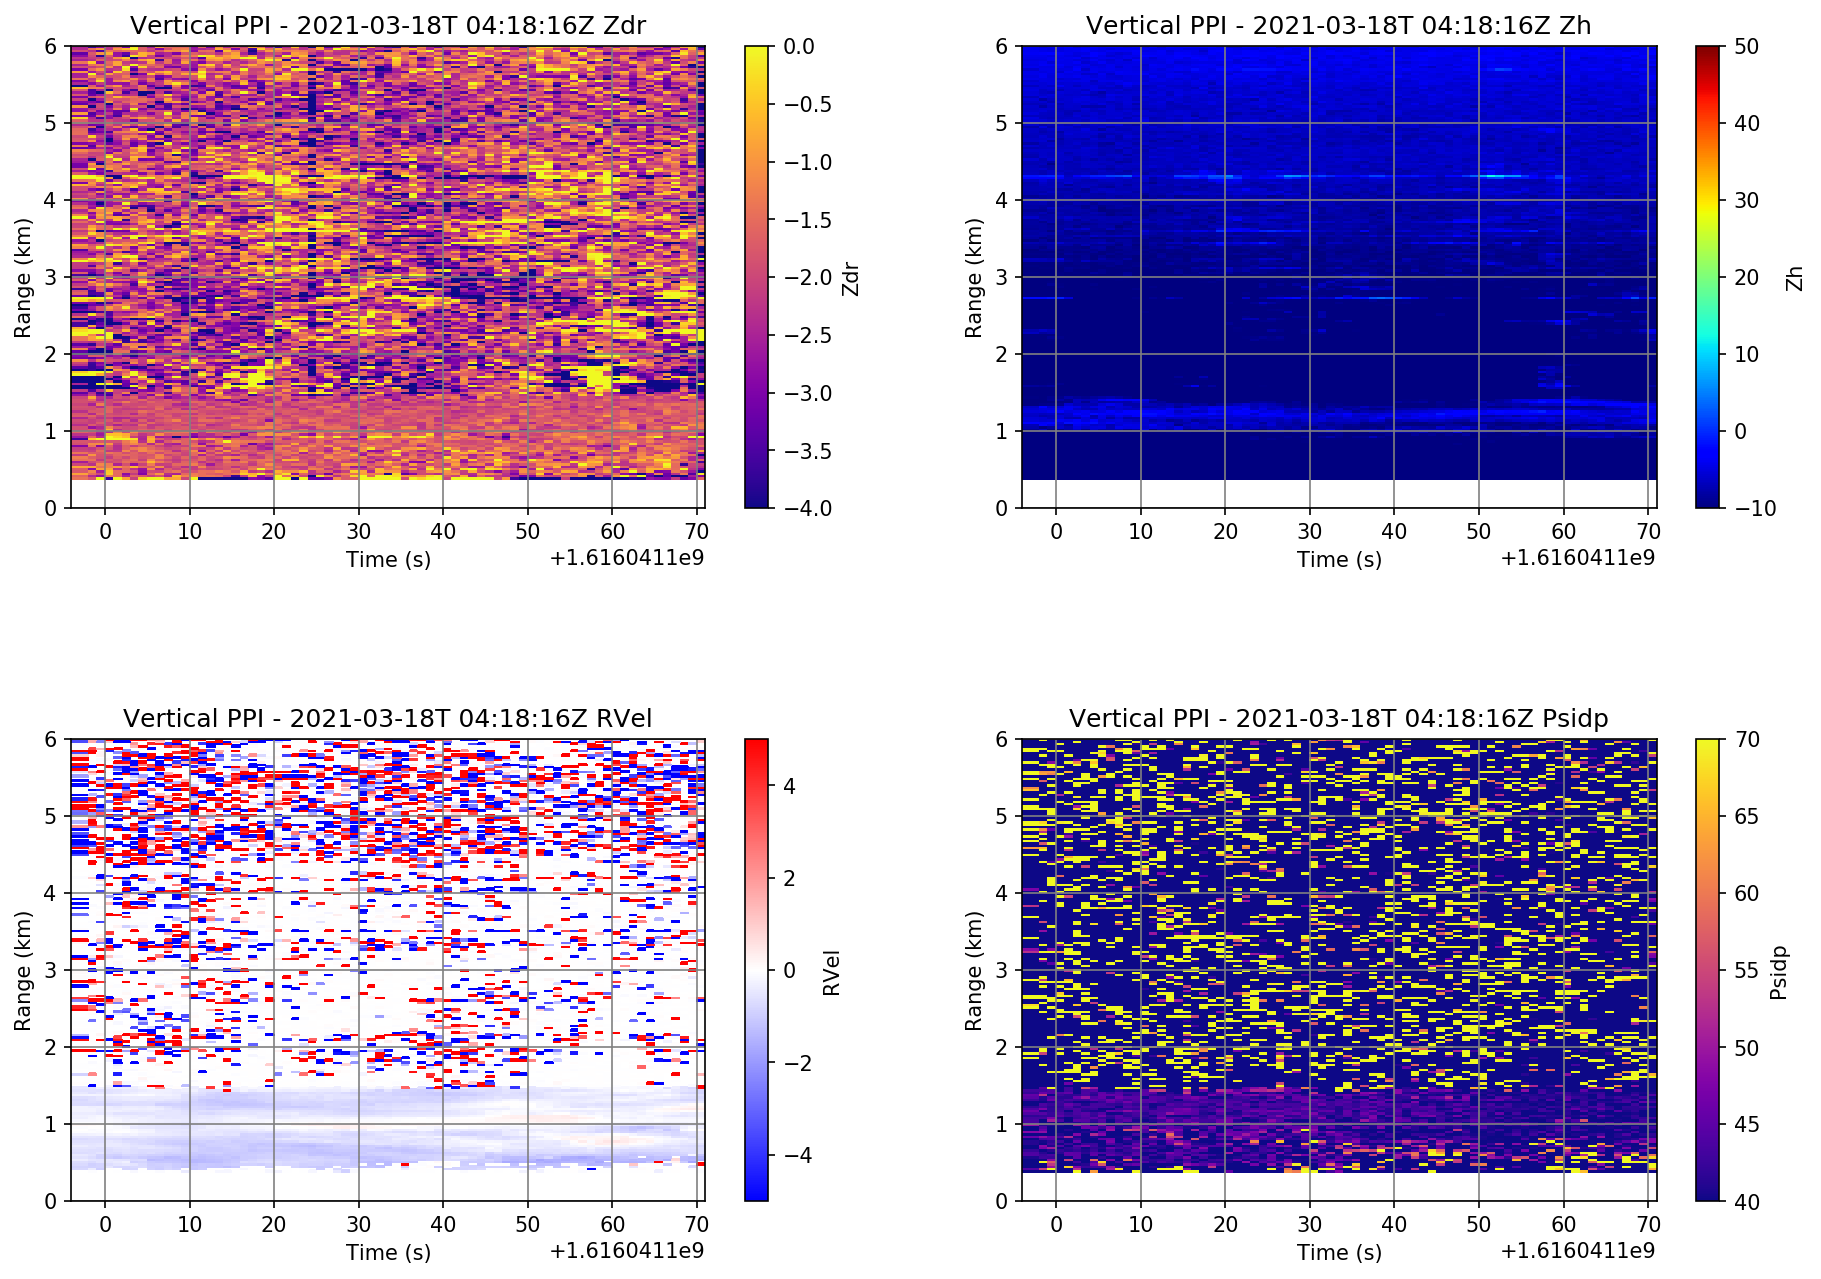 Vertical PPI - 2021-03-18T 04:18:16Z Zdr
6
5
4
3
2
1
0
Range (km)
0 10 20 30 40 50 60 70
Time (s)
+1.6160411e9
0.0
−0.5
−1.0
−1.5
−2.0
−2.5
−3.0
−3.5
−4.0
Zdr
Vertical PPI - 2021-03-18T 04:18:16Z Zh
6
5
4
3
2
1
0
Range (km)
0 10 20 30 40 50 60 70
Time (s)
+1.6160411e9
50
40
30
20
10
0
−10
Zh
Vertical PPI - 2021-03-18T 04:18:16Z RVel
6
5
4
3
2
1
0
Range (km)
0 10 20 30 40 50 60 70
Time (s)
+1.6160411e9
4
2
0
−2
−4
RVel
Vertical PPI - 2021-03-18T 04:18:16Z Psidp
6
5
4
3
2
1
0
Range (km)
0 10 20 30 40 50 60 70
Time (s)
+1.6160411e9
70
65
60
55
50
45
40
Psidp